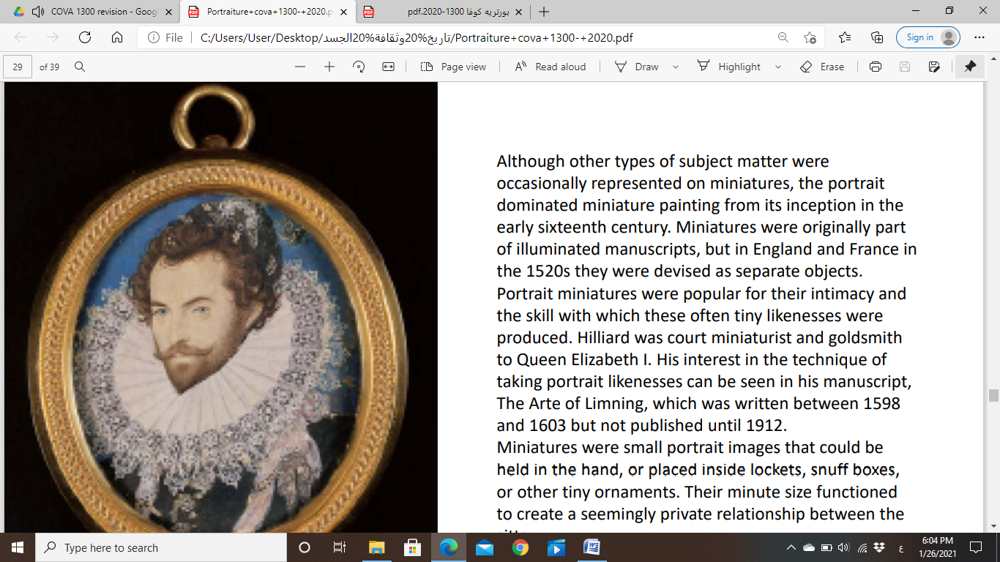 COVA 1300 revision - Goog
Portraiture+cova+1300-+2020.p
بورتريه كوفا 1300-2020.pdf
File
C:/Users/User/Desktop/تاريخ%20وثقافة%20الجسد/Portraiture+cova+1300-+2020.pdf
Sign in
29
of 39
Page view
Read aloud
Draw
Highlight
Erase
Although other types of subject matter were
occasionally represented on miniatures, the portrait
dominated miniature painting from its inception in the
early sixteenth century. Miniatures were originally part
of illuminated manuscripts, but in England and France in
the 1520s they were devised as separate objects.
Portrait miniatures were popular for their intimacy and
the skill with which these often tiny likenesses were
produced. Hilliard was court miniaturist and goldsmith
to Queen Elizabeth I. His interest in the technique of
taking portrait likenesses can be seen in his manuscript,
The Arte of Limning, which was written between 1598
and 1603 but not published until 1912.
Miniatures were small portrait images that could be
held in the hand, or placed inside lockets, snuff boxes,
or other tiny ornaments. Their minute size functioned
to create a seemingly private relationship between the
Type here to search
ع
6:04 PM
1/26/2021